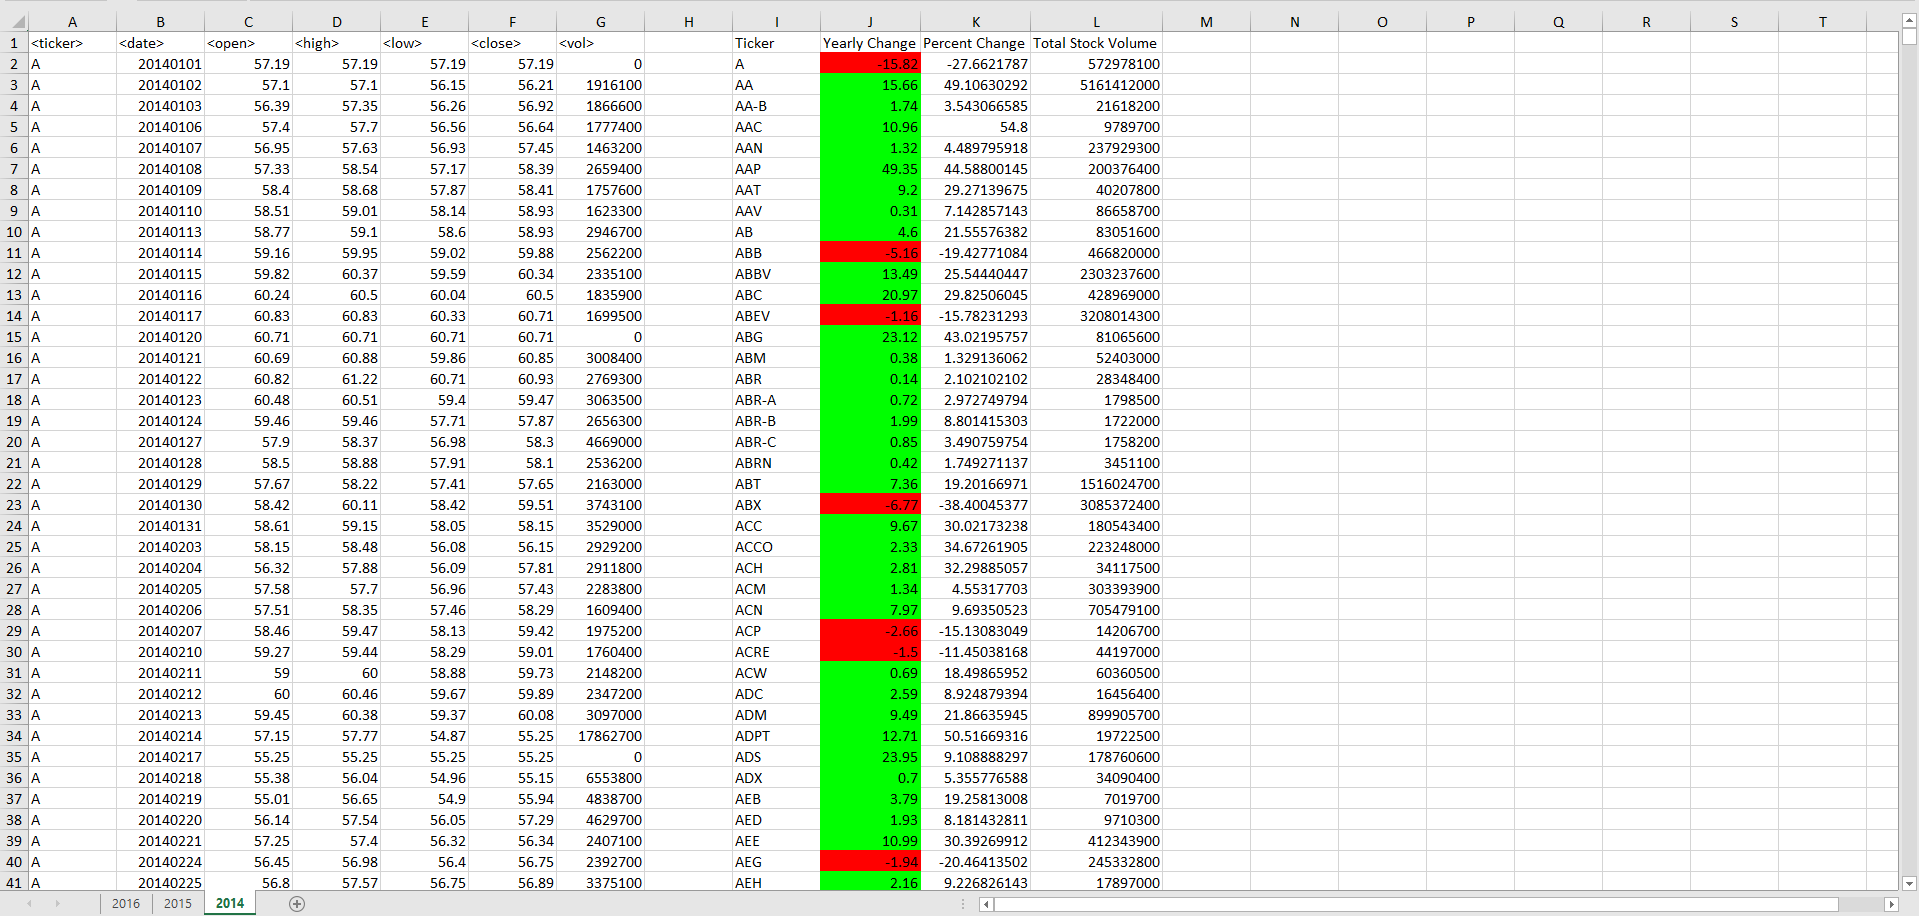 A B C D E F G H I J K L M N O P Q R S T
1 <ticker> <date> <open> <high> <low> <close> <vol> Ticker Yearly Change Percent Change Total Stock Volume
2 A 20140101 57.19 57.19 57.19 57.19 0 A -15.82 -27.6621787 572978100
3 A 20140102 57.1 57.1 56.15 56.21 1916100 AA 15.66 49.10630292 5161412000
4 A 20140103 56.39 57.35 56.26 56.92 1866600 AA-B 1.74 3.543066585 21618200
5 A 20140106 57.4 57.7 56.56 56.64 1777400 AAC 10.96 54.8 9789700
6 A 20140107 56.95 57.63 56.93 57.45 1463200 AAN 1.32 4.489795918 237929300
7 A 20140108 57.33 58.54 57.17 58.39 2659400 AAP 49.35 44.58800145 200376400
8 A 20140109 58.4 58.68 57.87 58.41 1757600 AAT 9.2 29.27139675 40207800
9 A 20140110 58.51 59.01 58.14 58.93 1623300 AAV 0.31 7.142857143 86658700
10 A 20140113 58.77 59.1 58.6 58.93 2946700 AB 4.6 21.55576382 83051600
11 A 20140114 59.16 59.95 59.02 59.88 2562200 ABB -5.16 -19.42771084 466820000
12 A 20140115 59.82 60.37 59.59 60.34 2335100 ABBV 13.49 25.54440447 2303237600
13 A 20140116 60.24 60.5 60.04 60.5 1835900 ABC 20.97 29.82506045 428969000
14 A 20140117 60.83 60.83 60.33 60.71 1699500 ABEV -1.16 -15.78231293 3208014300
15 A 20140120 60.71 60.71 60.71 60.71 0 ABG 23.12 43.02195757 81065600
16 A 20140121 60.69 60.88 59.86 60.85 3008400 ABM 0.38 1.329136062 52403000
17 A 20140122 60.82 61.22 60.71 60.93 2769300 ABR 0.14 2.102102102 28348400
18 A 20140123 60.48 60.51 59.4 59.47 3063500 ABR-A 0.72 2.972749794 1798500
19 A 20140124 59.46 59.46 57.71 57.87 2656300 ABR-B 1.99 8.801415303 1722000
20 A 20140127 57.9 58.37 56.98 58.3 4669000 ABR-C 0.85 3.490759754 1758200
21 A 20140128 58.5 58.88 57.91 58.1 2536200 ABRN 0.42 1.749271137 3451100
22 A 20140129 57.67 58.22 57.41 57.65 2163000 ABT 7.36 19.20166971 1516024700
23 A 20140130 58.42 60.11 58.42 59.51 3743100 ABX -6.77 -38.40045377 3085372400
24 A 20140131 58.61 59.15 58.05 58.15 3529000 ACC 9.67 30.02173238 180543400
25 A 20140203 58.15 58.48 56.08 56.15 2929200 ACCO 2.33 34.67261905 223248000
26 A 20140204 56.32 57.88 56.09 57.81 2911800 ACH 2.81 32.29885057 34117500
27 A 20140205 57.58 57.7 56.96 57.43 2283800 ACM 1.34 4.55317703 303393900
28 A 20140206 57.51 58.35 57.46 58.29 1609400 ACN 7.97 9.69350523 705479100
29 A 20140207 58.46 59.47 58.13 59.42 1975200 ACP -2.66 -15.13083049 14206700
30 A 20140210 59.27 59.44 58.29 59.01 1760400 ACRE -1.5 -11.45038168 44197000
31 A 20140211 59 60 58.88 59.73 2148200 ACW 0.69 18.49865952 60360500
32 A 20140212 60 60.46 59.67 59.89 2347200 ADC 2.59 8.924879394 16456400
33 A 20140213 59.45 60.38 59.37 60.08 3097000 ADM 9.49 21.86635945 899905700
34 A 20140214 57.15 57.77 54.87 55.25 17862700 ADPT 12.71 50.51669316 19722500
35 A 20140217 55.25 55.25 55.25 55.25 0 ADS 23.95 9.108888297 178760600
36 A 20140218 55.38 56.04 54.96 55.15 6553800 ADX 0.7 5.355776588 34090400
37 A 20140219 55.01 56.65 54.9 55.94 4838700 AEB 3.79 19.25813008 7019700
38 A 20140220 56.14 57.54 56.05 57.29 4629700 AED 1.93 8.181432811 9710300
39 A 20140221 57.25 57.4 56.32 56.34 2407100 AEE 10.99 30.39269912 412343900
40 A 20140224 56.45 56.98 56.4 56.75 2392700 AEG -1.94 -20.46413502 245332800
41 A 20140225 56.8 57.57 56.75 56.89 3375100 AEH 2.16 9.226826143 17897000
2016 2015 2014